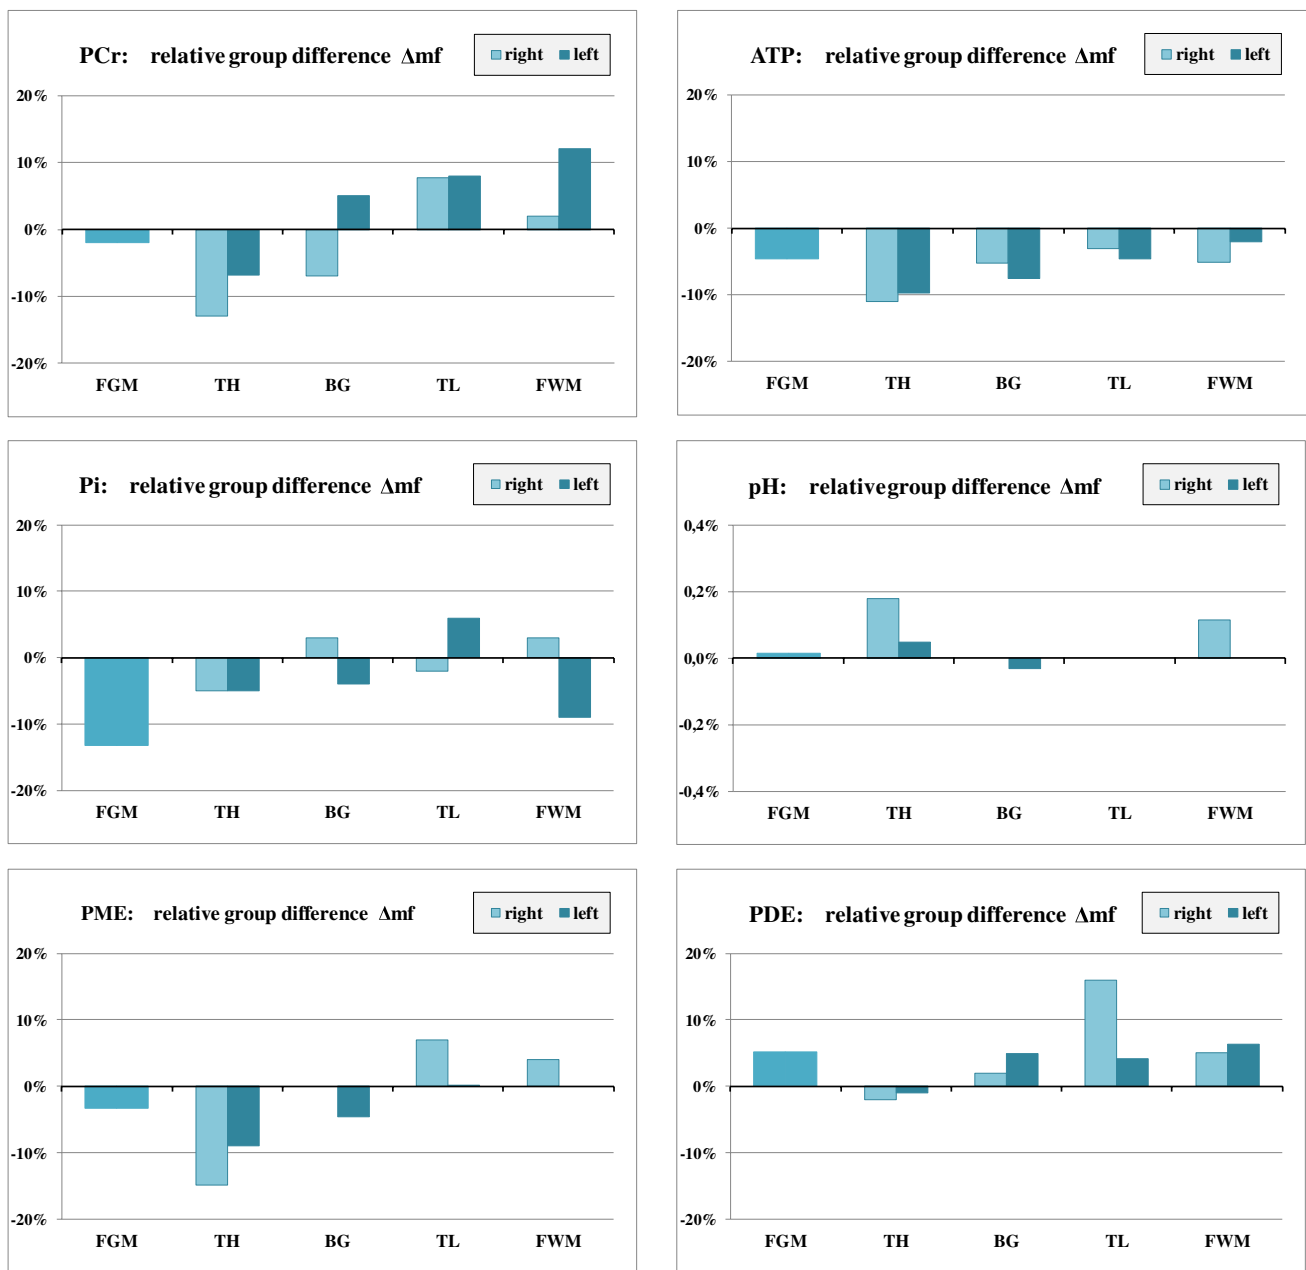 PCr: relative group difference Δmf
right left
20%
10%
0%
-10%
-20%
FGM TH BG TL FWM
ATP: relative group difference Δmf
right left
20%
10%
0%
-10%
-20%
FGM TH BG TL FWM
Pi: relative group difference Δmf
right left
20%
10%
0%
-10%
-20%
FGM TH BG TL FWM
pH: relative group difference Δmf
right left
0,4%
0,2%
0,0%
-0,2%
-0,4%
FGM TH BG TL FWM
PME: relative group difference Δmf
right left
20%
10%
0%
-10%
-20%
FGM TH BG TL FWM
PDE: relative group difference Δmf
right left
20%
10%
0%
-10%
-20%
FGM TH BG TL FWM